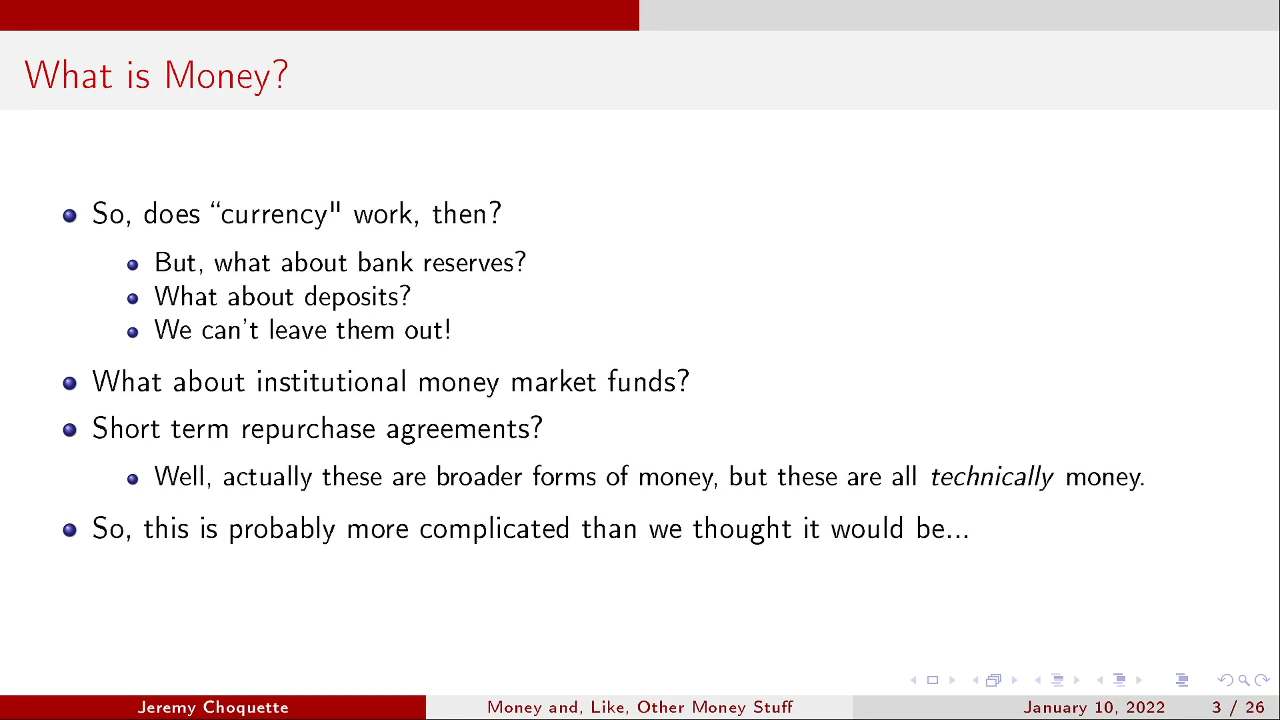 What is Money?
So, does “currency" work, then?
But, what about bank reserves?
What about deposits?
We can't leave them out!
What about institutional money market funds?
Short term repurchase agreements?
Well, actually these are broader forms of money, but these are all technically money.
So, this is probably more complicated than we thought it would be...
Jeremy Choquette Money and, Like, Other Money Stuff January 10, 2022 3 / 26